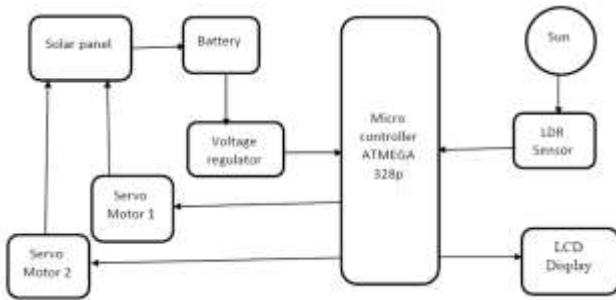 Solar panel
Battery
Sun
Micro
controller
ATMEGA
328p
Voltage
regulator
LDR
Sensor
Servo
Motor 1
Servo
Motor 2
LCD
Display